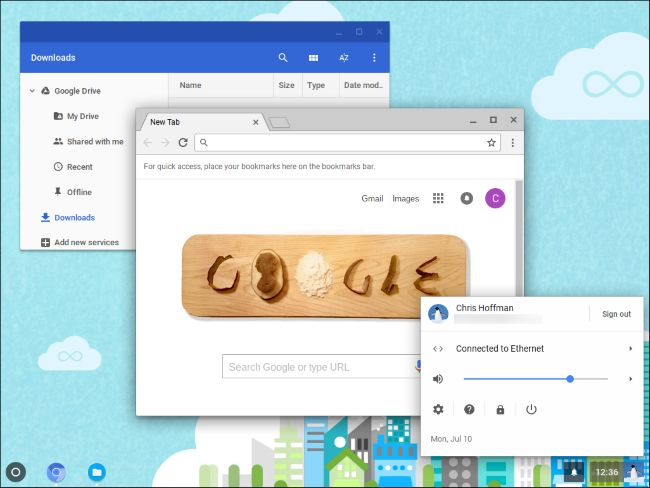 Downloads
Name Size Type Date mod..
Google Drive
My Drive
Shared with me
Recent
Offline
Downloads
Add new services
New Tab
For quick access, place your bookmarks here on the bookmarks bar.
Gmail Images C
GOOGLE
Search Google or type URL
Chris Hoffman
Sign out
Connected to Ethernet
Mon, Jul 10
12:36